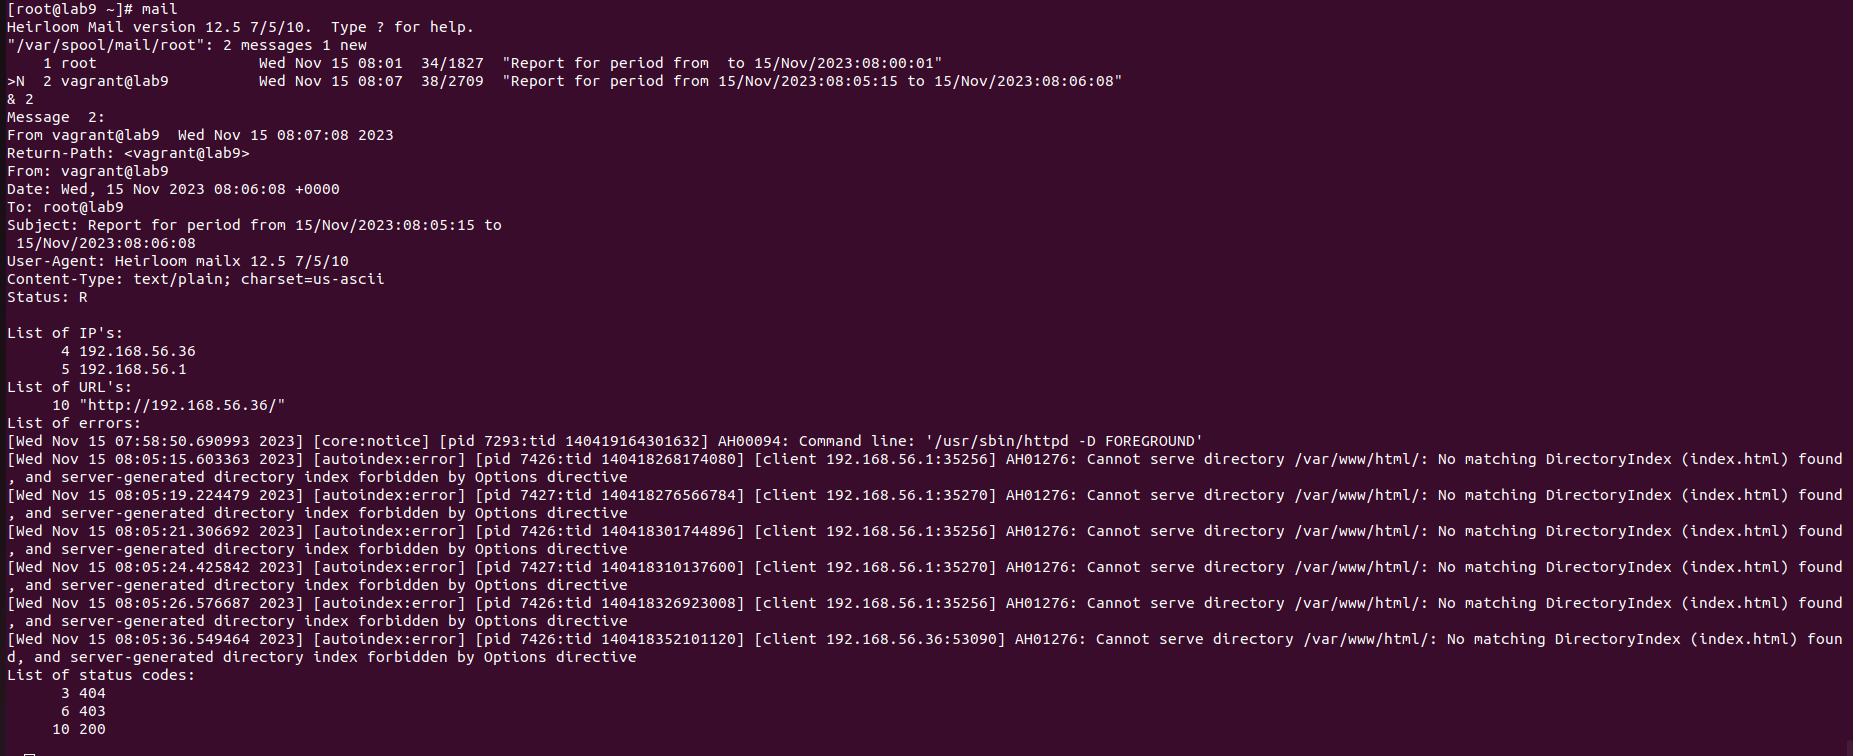 [root@lab9 ~]# mail
Heirloom Mail version 12.5 7/5/10.  Type ? for help.
"/var/spool/mail/root": 2 messages 1 new
    1 root                  Wed Nov 15 08:01  34/1827  "Report for period from  to 15/Nov/2023:08:00:01"
>N  2 vagrant@lab9          Wed Nov 15 08:07  38/2709  "Report for period from 15/Nov/2023:08:05:15 to 15/Nov/2023:08:06:08"
& 2
Message  2:
From vagrant@lab9  Wed Nov 15 08:07:08 2023
Return-Path: <vagrant@lab9>
From: vagrant@lab9
Date: Wed, 15 Nov 2023 08:06:08 +0000
To: root@lab9
Subject: Report for period from 15/Nov/2023:08:05:15 to
 15/Nov/2023:08:06:08
User-Agent: Heirloom mailx 12.5 7/5/10
Content-Type: text/plain; charset=us-ascii
Status: R

List of IP's:
      4 192.168.56.36
      5 192.168.56.1
List of URL's:
     10 "http://192.168.56.36/"
List of errors:
[Wed Nov 15 07:58:50.690993 2023] [core:notice] [pid 7293:tid 140419164301632] AH00094: Command line: '/usr/sbin/httpd -D FOREGROUND'
[Wed Nov 15 08:05:15.603363 2023] [autoindex:error] [pid 7426:tid 140418268174080] [client 192.168.56.1:35256] AH01276: Cannot serve directory /var/www/html/: No matching DirectoryIndex (index.html) found
, and server-generated directory index forbidden by Options directive
[Wed Nov 15 08:05:19.224479 2023] [autoindex:error] [pid 7427:tid 140418276566784] [client 192.168.56.1:35270] AH01276: Cannot serve directory /var/www/html/: No matching DirectoryIndex (index.html) found
, and server-generated directory index forbidden by Options directive
[Wed Nov 15 08:05:21.306692 2023] [autoindex:error] [pid 7426:tid 140418301744896] [client 192.168.56.1:35256] AH01276: Cannot serve directory /var/www/html/: No matching DirectoryIndex (index.html) found
, and server-generated directory index forbidden by Options directive
[Wed Nov 15 08:05:24.425842 2023] [autoindex:error] [pid 7427:tid 140418310137600] [client 192.168.56.1:35270] AH01276: Cannot serve directory /var/www/html/: No matching DirectoryIndex (index.html) found
, and server-generated directory index forbidden by Options directive
[Wed Nov 15 08:05:26.576687 2023] [autoindex:error] [pid 7426:tid 140418326923008] [client 192.168.56.1:35256] AH01276: Cannot serve directory /var/www/html/: No matching DirectoryIndex (index.html) found
, and server-generated directory index forbidden by Options directive
[Wed Nov 15 08:05:36.549464 2023] [autoindex:error] [pid 7426:tid 140418352101120] [client 192.168.56.36:53090] AH01276: Cannot serve directory /var/www/html/: No matching DirectoryIndex (index.html) foun
d, and server-generated directory index forbidden by Options directive
List of status codes:
      3 404
      6 403
     10 200